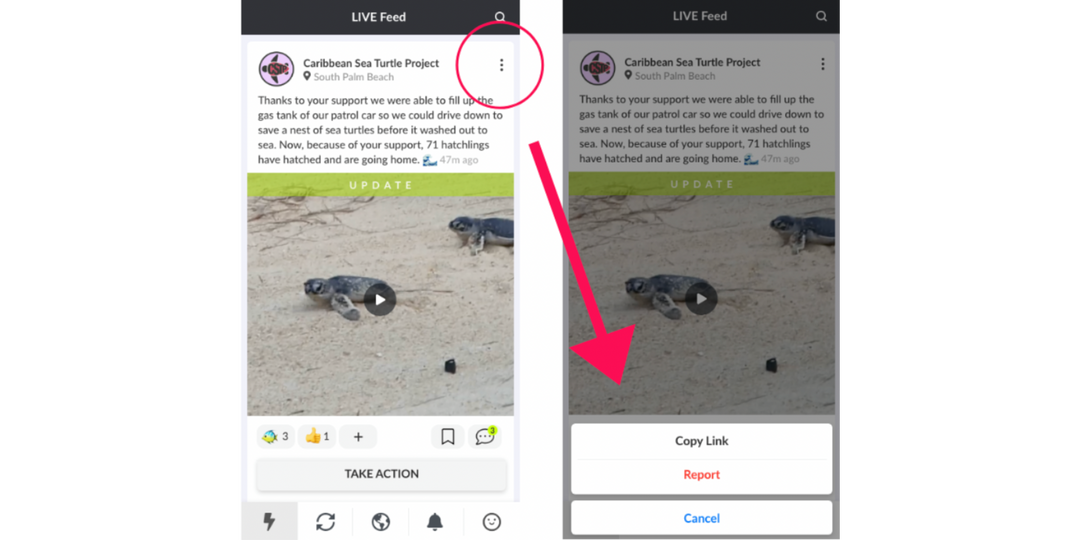 LIVE Feed
Caribbean Sea Turtle Project
South Palm Beach
Thanks to your support we were able to fill up the
gas tank of our patrol car so we could drive down to
save a nest of sea turtles before it washed out to
sea. Now, because of your support, 71 hatchlings
have hatched and are going home. 🌊 47m ago
UPDATE
3
1
+
3
TAKE ACTION
LIVE Feed
Caribbean Sea Turtle Project
South Palm Beach
Thanks to your support we were able to fill up the
gas tank of our patrol car so we could drive down to
save a nest of sea turtles before it washed out to
sea. Now, because of your support, 71 hatchlings
have hatched and are going home. 🌊 47m ago
UPDATE
Copy Link
Report
Cancel